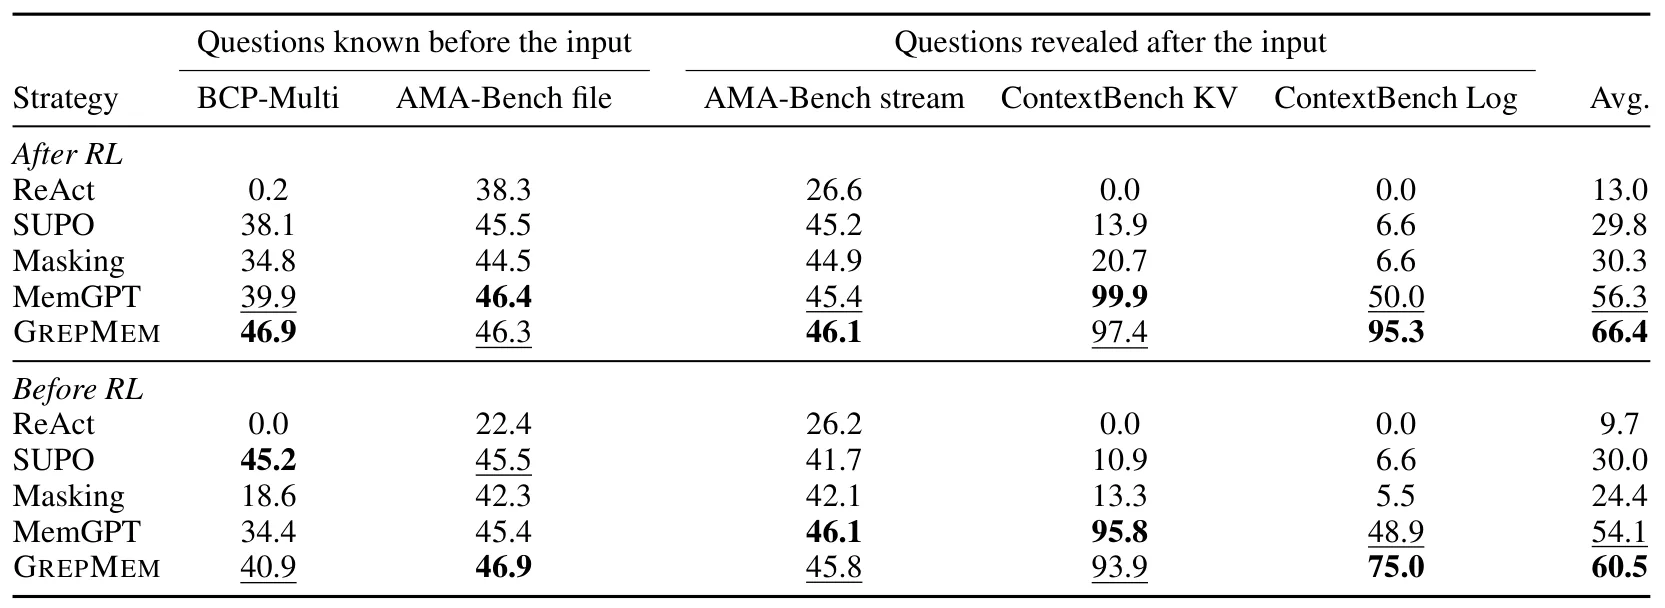 Questions known before the input Questions revealed after the input
Strategy BCP-Multi AMA-Bench file AMA-Bench stream ContextBench KV ContextBench Log Avg.
After RL
ReAct 0.2 38.3 26.6 0.0 0.0 13.0
SUPO 38.1 45.5 45.2 13.9 6.6 29.8
Masking 34.8 44.5 44.9 20.7 6.6 30.3
MemGPT 39.9 46.4 45.4 99.9 50.0 56.3
GREPMEM 46.9 46.3 46.1 97.4 95.3 66.4
Before RL
ReAct 0.0 22.4 26.2 0.0 0.0 9.7
SUPO 45.2 45.5 41.7 10.9 6.6 30.0
Masking 18.6 42.3 42.1 13.3 5.5 24.4
MemGPT 34.4 45.4 46.1 95.8 48.9 54.1
GREPMEM 40.9 46.9 45.8 93.9 75.0 60.5